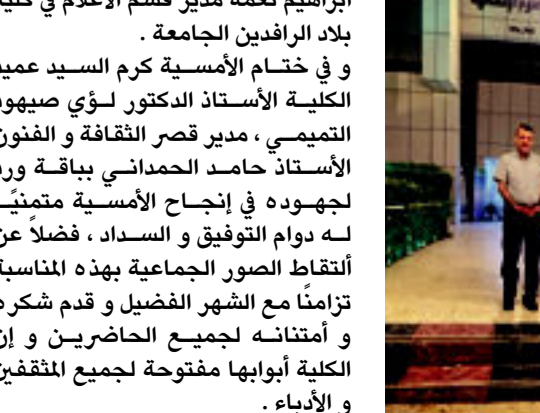 ابراهيم نعمة مدير قسم الاعلام في كلية
بلاد الرافدين الجامعة .
و في ختام الأمسية كرم السيد عميد
الكلية الأستاذ الدكتور لؤي صيهود
التميمي ، مدير قصر الثقافة و الفنون
الأستاذ حامد الحمداني بباقة ورد
لجهوده في إنجاح الأمسية متمنيًا
له دوام التوفيق و السداد ، فضلاً عن
ألتقاط الصور الجماعية بهذه المناسبة
تزامنًا مع الشهر الفضيل و قدم شكره
و أمتنانه لجميع الحاضرين و إن
الكلية أبوابها مفتوحة لجميع المثقفين
و الأدباء .